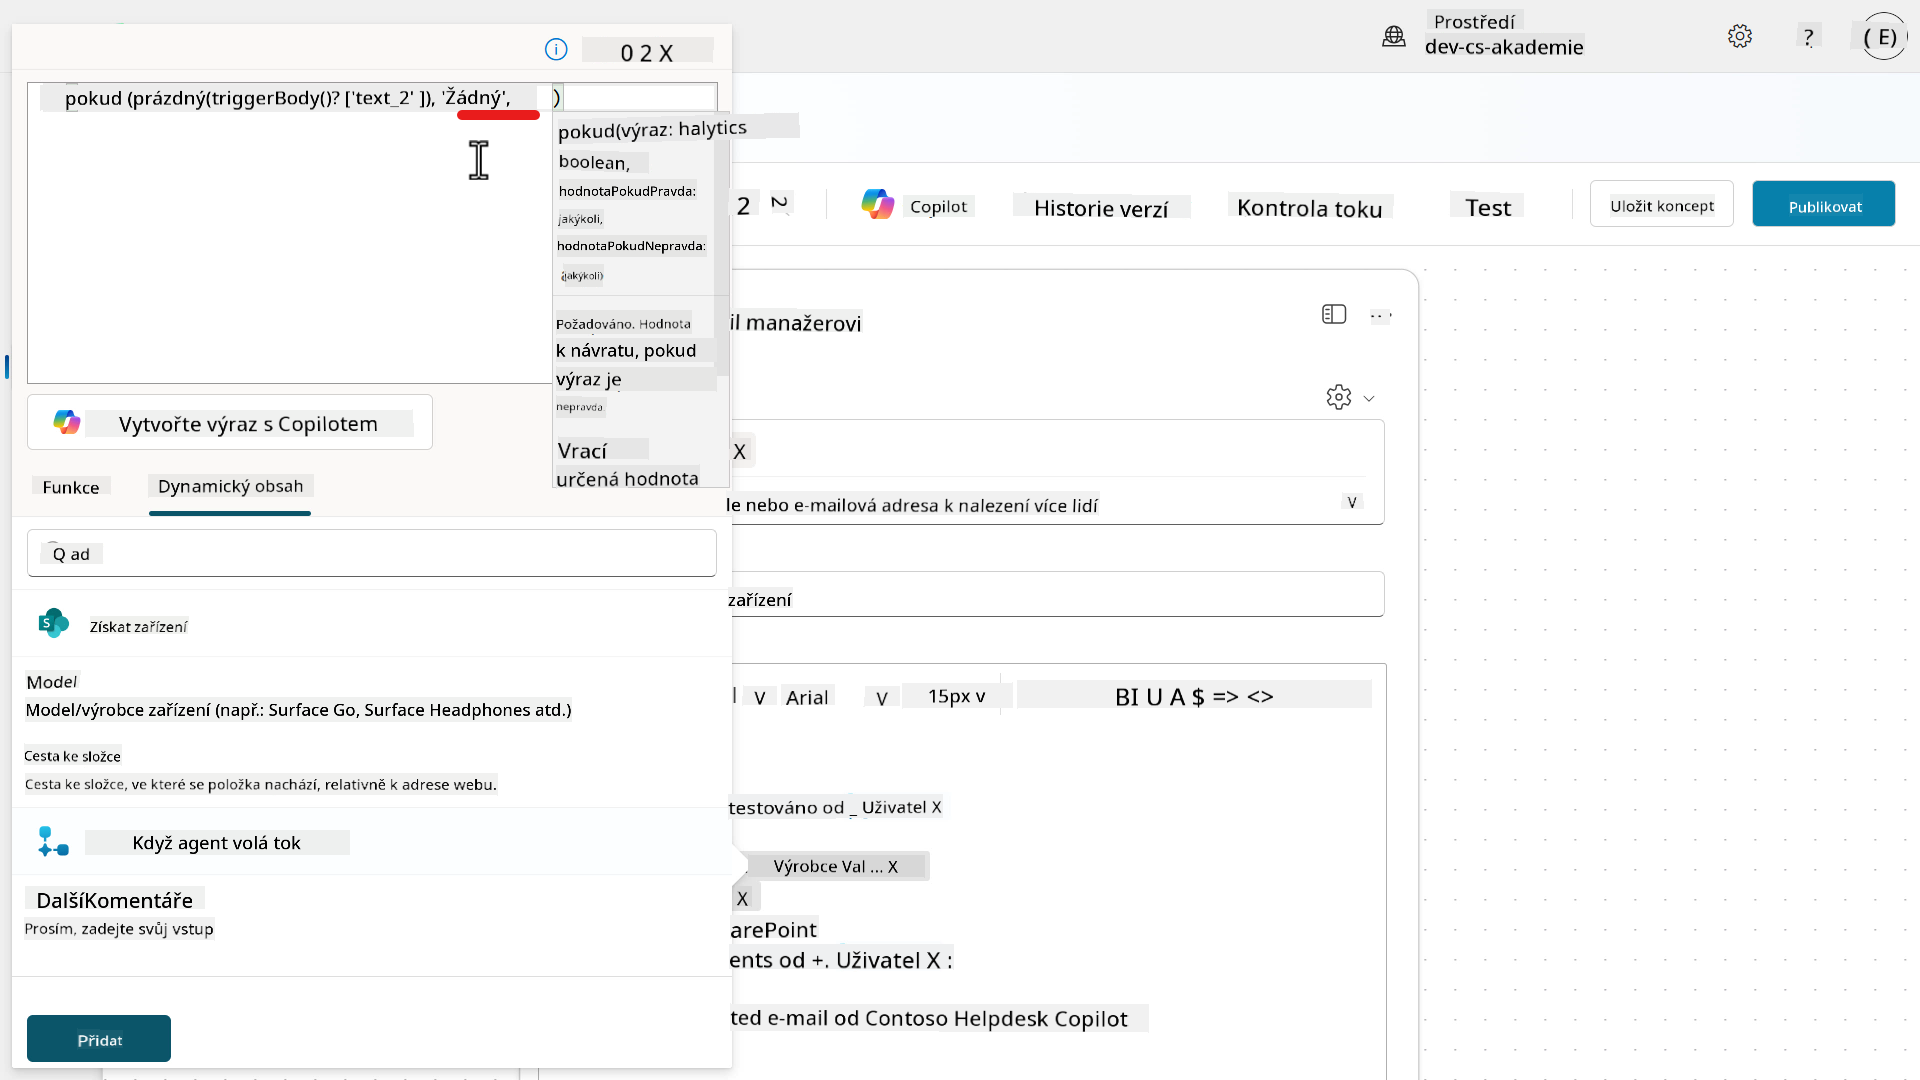 Prostředí
dev-cs-akademie
?
( E)
0 2 X
pokud (prázdný(triggerBody()? ['text_2' ]), 'Žádný', )
pokud(výraz: halytics
boolean,
hodnotaPokudPravda:
jakýkoli,
hodnotaPokudNepravda:
jakýkoli)
Požadováno. Hodnota
k návratu, pokud
výraz je
nepravda.
Vrací
určená hodnota
2
Copilot
Historie verzí
Kontrola toku
Test
Uložit koncept
Publikovat
il manažerovi
Vytvořte výraz s Copilotem
X
Funkce
Dynamický obsah
le nebo e-mailová adresa k nalezení více lidí
V
Q ad
zařízení
Získat zařízení
Model
Model/výrobce zařízení (např.: Surface Go, Surface Headphones atd.)
V
Arial
V
15px v
BI U A $ => <>
Cesta ke složce
Cesta ke složce, ve které se položka nachází, relativně k adrese webu.
testováno od _ Uživatel X
Když agent volá tok
Výrobce Val ... X
X
DalšíKomentáře
Prosím, zadejte svůj vstup
arePoint
ents od +. Uživatel X :
ted e-mail od Contoso Helpdesk Copilot
Přidat